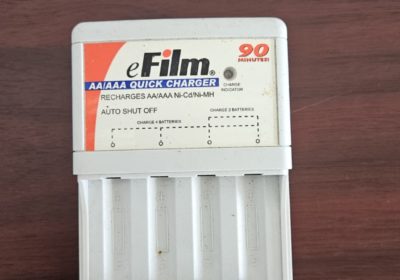 eFilm®
90
MINUTES!
AA/AAA QUICK CHARGER
CHARGE
INDICATOR
RECHARGES AA/AAA Ni-Cd/Ni-MH
AUTO SHUT OFF
CHARGE 2 BATTERIES
CHARGE 4 BATTERIES